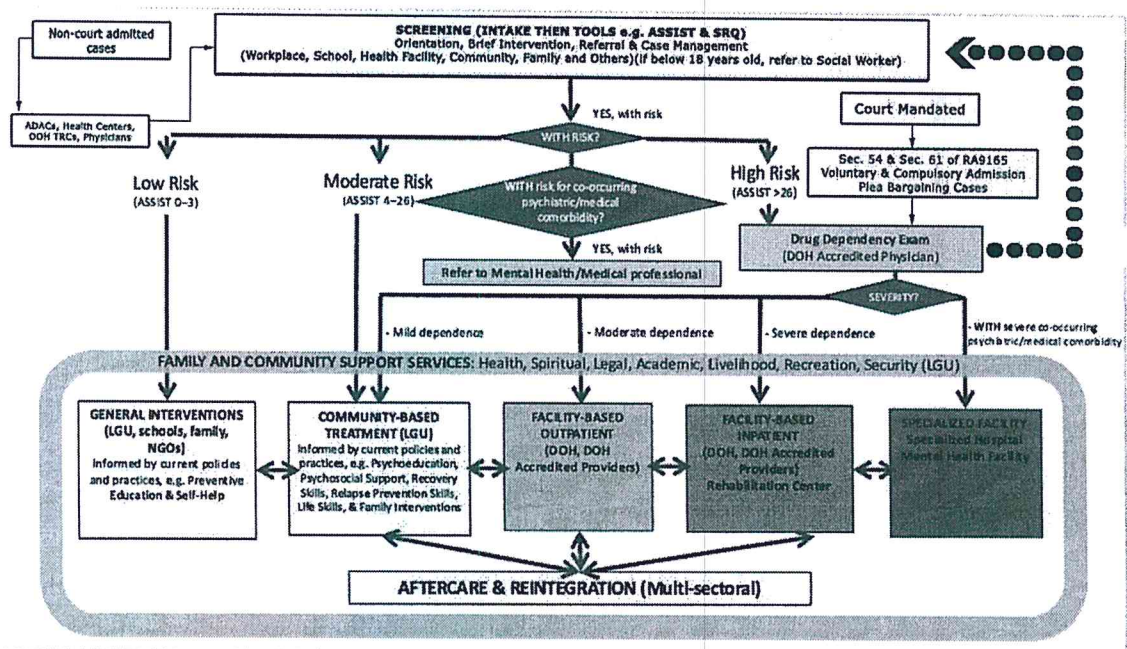 Non-court admitted
cases
SCREENING (INTAKE THEN TOOLS e.g. ASSIST & SRQ)
Orientation, Brief Intervention, Referral & Case Management
(Workplace, School, Health Facility, Community, Family and Others)(If below 18 years old, refer to Social Worker)
ADACs, Health Centers,
DOH TRCs, Physicians
YES, with risk
WITH RISK?
Court Mandated
Low Risk
(ASSIST 0–3)
Moderate Risk
(ASSIST 4–26)
WITH risk for co-occurring
psychiatric/medical
comorbidity?
High Risk
(ASSIST >26)
Sec. 54 & Sec. 61 of RA9165
Voluntary & Compulsory Admission
Plea Bargaining Cases
YES, with risk
Drug Dependency Exam
(DOH Accredited Physician)
Refer to Mental Health/Medical professional
SEVERITY?
- Mild dependence
- Moderate dependence
- Severe dependence
- WITH severe co-occurring
psychiatric/medical comorbidity
FAMILY AND COMMUNITY SUPPORT SERVICES: Health, Spiritual, Legal, Academic, Livelihood, Recreation, Security (LGU)
GENERAL INTERVENTIONS
(LGU, schools, family,
NGOs)
Informed by current policies
and practices, e.g. Preventive
Education & Self-Help
COMMUNITY-BASED
TREATMENT (LGU)
Informed by current policies and
practices, e.g. Psychoeducation,
Psychosocial Support, Recovery
Skills, Relapse Prevention Skills,
Life Skills, & Family Interventions
FACILITY-BASED
OUTPATIENT
(DOH, DOH
Accredited Providers)
FACILITY-BASED
INPATIENT
(DOH, DOH Accredited
Providers)
Rehabilitation Center
SPECIALIZED FACILITY
Specialized Hospital
Mental Health Facility
AFTERCARE & REINTEGRATION (Multi-sectoral)